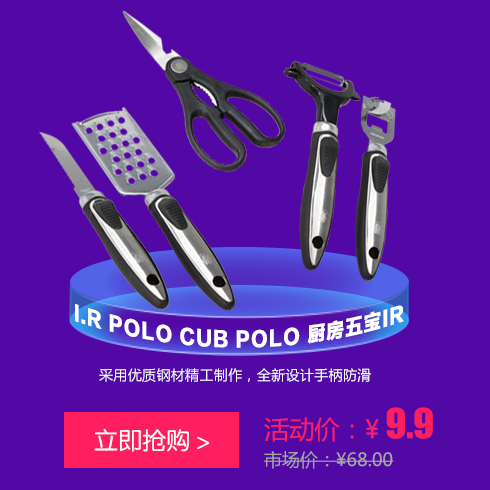 I.R POLO CUB POLO 厨房五宝IR
采用优质钢材精工制作，全新设计手柄防滑
立即抢购 >
活动价：¥ 9.9
市场价：¥68.00